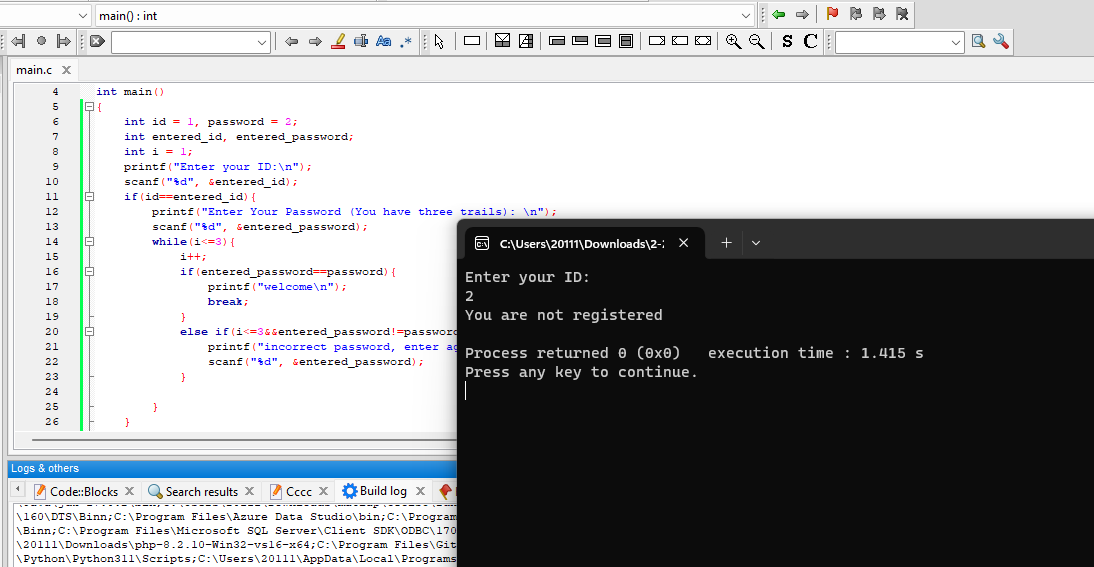 main() : int
Aa .* S C
main.c
4 int main()
5 {
6 int id = 1, password = 2;
7 int entered_id, entered_password;
8 int i = 1;
9 printf("Enter your ID:\n");
10 scanf("%d", &entered_id);
11 if(id==entered_id){
12 printf("Enter Your Password (You have three trails): \n");
13 scanf("%d", &entered_password);
14 while(i<=3){
15 i++;
16 if(entered_password==password){
17 printf("welcome\n");
18 break;
19 }
20 else if(i<=3&&entered_password!=password
21 printf("incorrect password, enter ag
22 scanf("%d", &entered_password);
23 }
24
25 }
26 }
C:\Users\20111\Downloads\2-2
Enter your ID:
2
You are not registered
Process returned 0 (0x0) execution time : 1.415 s
Press any key to continue.
Logs & others
Code::Blocks Search results Cccc Build log
\160\DTS\Binn;C:\Program Files\Azure Data Studio\bin;C:\Program
\Binn;C:\Program Files\Microsoft SQL Server\Client SDK\ODBC\170
\20111\Downloads\php-8.2.10-Win32-vs16-x64;C:\Program Files\Git
\Python\Python311\Scripts;C:\Users\20111\AppData\Local\Programs